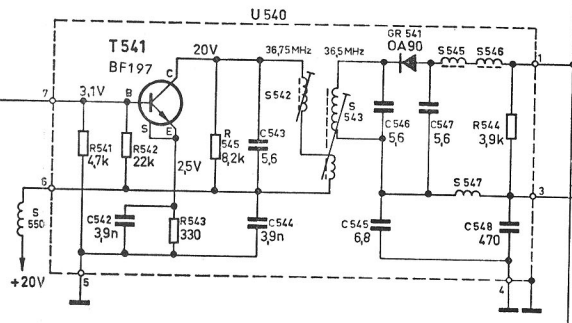 U 540
T 541
BF197
20V
36,75MHz
36,5MHz
GR 541
OA90
S545
S546
1
7
3,1V
B
C
S
E
S542
S
543
C546
5,6
C547
5,6
R544
3,9k
R541
4,7k
R542
22k
R
545
8,2k
C543
5,6
2,5V
6
S547
3
S
550
C542
3,9n
R543
330
C544
3,9n
C545
6,8
C548
470
+20V
5
4